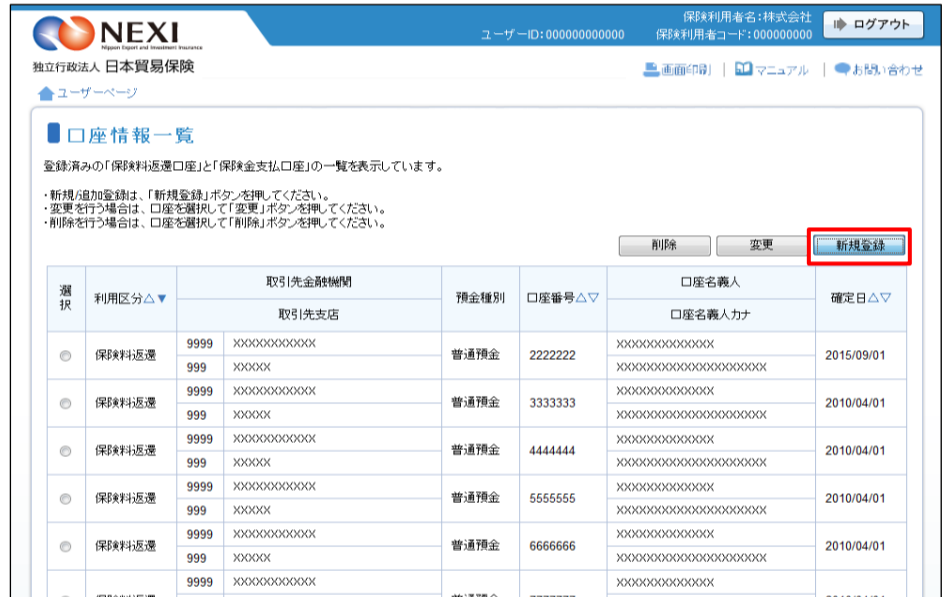 NEXI
Nippon Export and Investment Insurance
独立行政法人 日本貿易保険
保険利用者名:株式会社
ユーザーID:000000000000 保険利用者コード:000000000
ログアウト
画面印刷 | マニュアル | お問い合わせ
ユーザーページ
口座情報一覧
登録済みの「保険料返還口座」と「保険金支払口座」の一覧を表示しています。
・新規/追加登録は、「新規登録」ボタンを押してください。
・変更を行う場合は、口座を選択して「変更」ボタンを押してください。
・削除を行う場合は、口座を選択して「削除」ボタンを押してください。
削除 変更 新規登録
選択 利用区分△▼ 取引先金融機関 預金種別 口座番号△▽ 口座名義人 確定日△▽
取引先支店 口座名義人カナ
保険料返還 9999 XXXXXXXXXXX 普通預金 2222222 XXXXXXXXXXXXX 2015/09/01
999 XXXXX XXXXXXXXXXXXXXXXXXXX
保険料返還 9999 XXXXXXXXXXX 普通預金 3333333 XXXXXXXXXXXXX 2010/04/01
999 XXXXX XXXXXXXXXXXXXXXXXXXX
保険料返還 9999 XXXXXXXXXXX 普通預金 4444444 XXXXXXXXXXXXX 2010/04/01
999 XXXXX XXXXXXXXXXXXXXXXXXXX
保険料返還 9999 XXXXXXXXXXX 普通預金 5555555 XXXXXXXXXXXXX 2010/04/01
999 XXXXX XXXXXXXXXXXXXXXXXXXX
保険料返還 9999 XXXXXXXXXXX 普通預金 6666666 XXXXXXXXXXXXX 2010/04/01
999 XXXXX XXXXXXXXXXXXXXXXXXXX
9999 XXXXXXXXXXX XXXXXXXXXXXXX